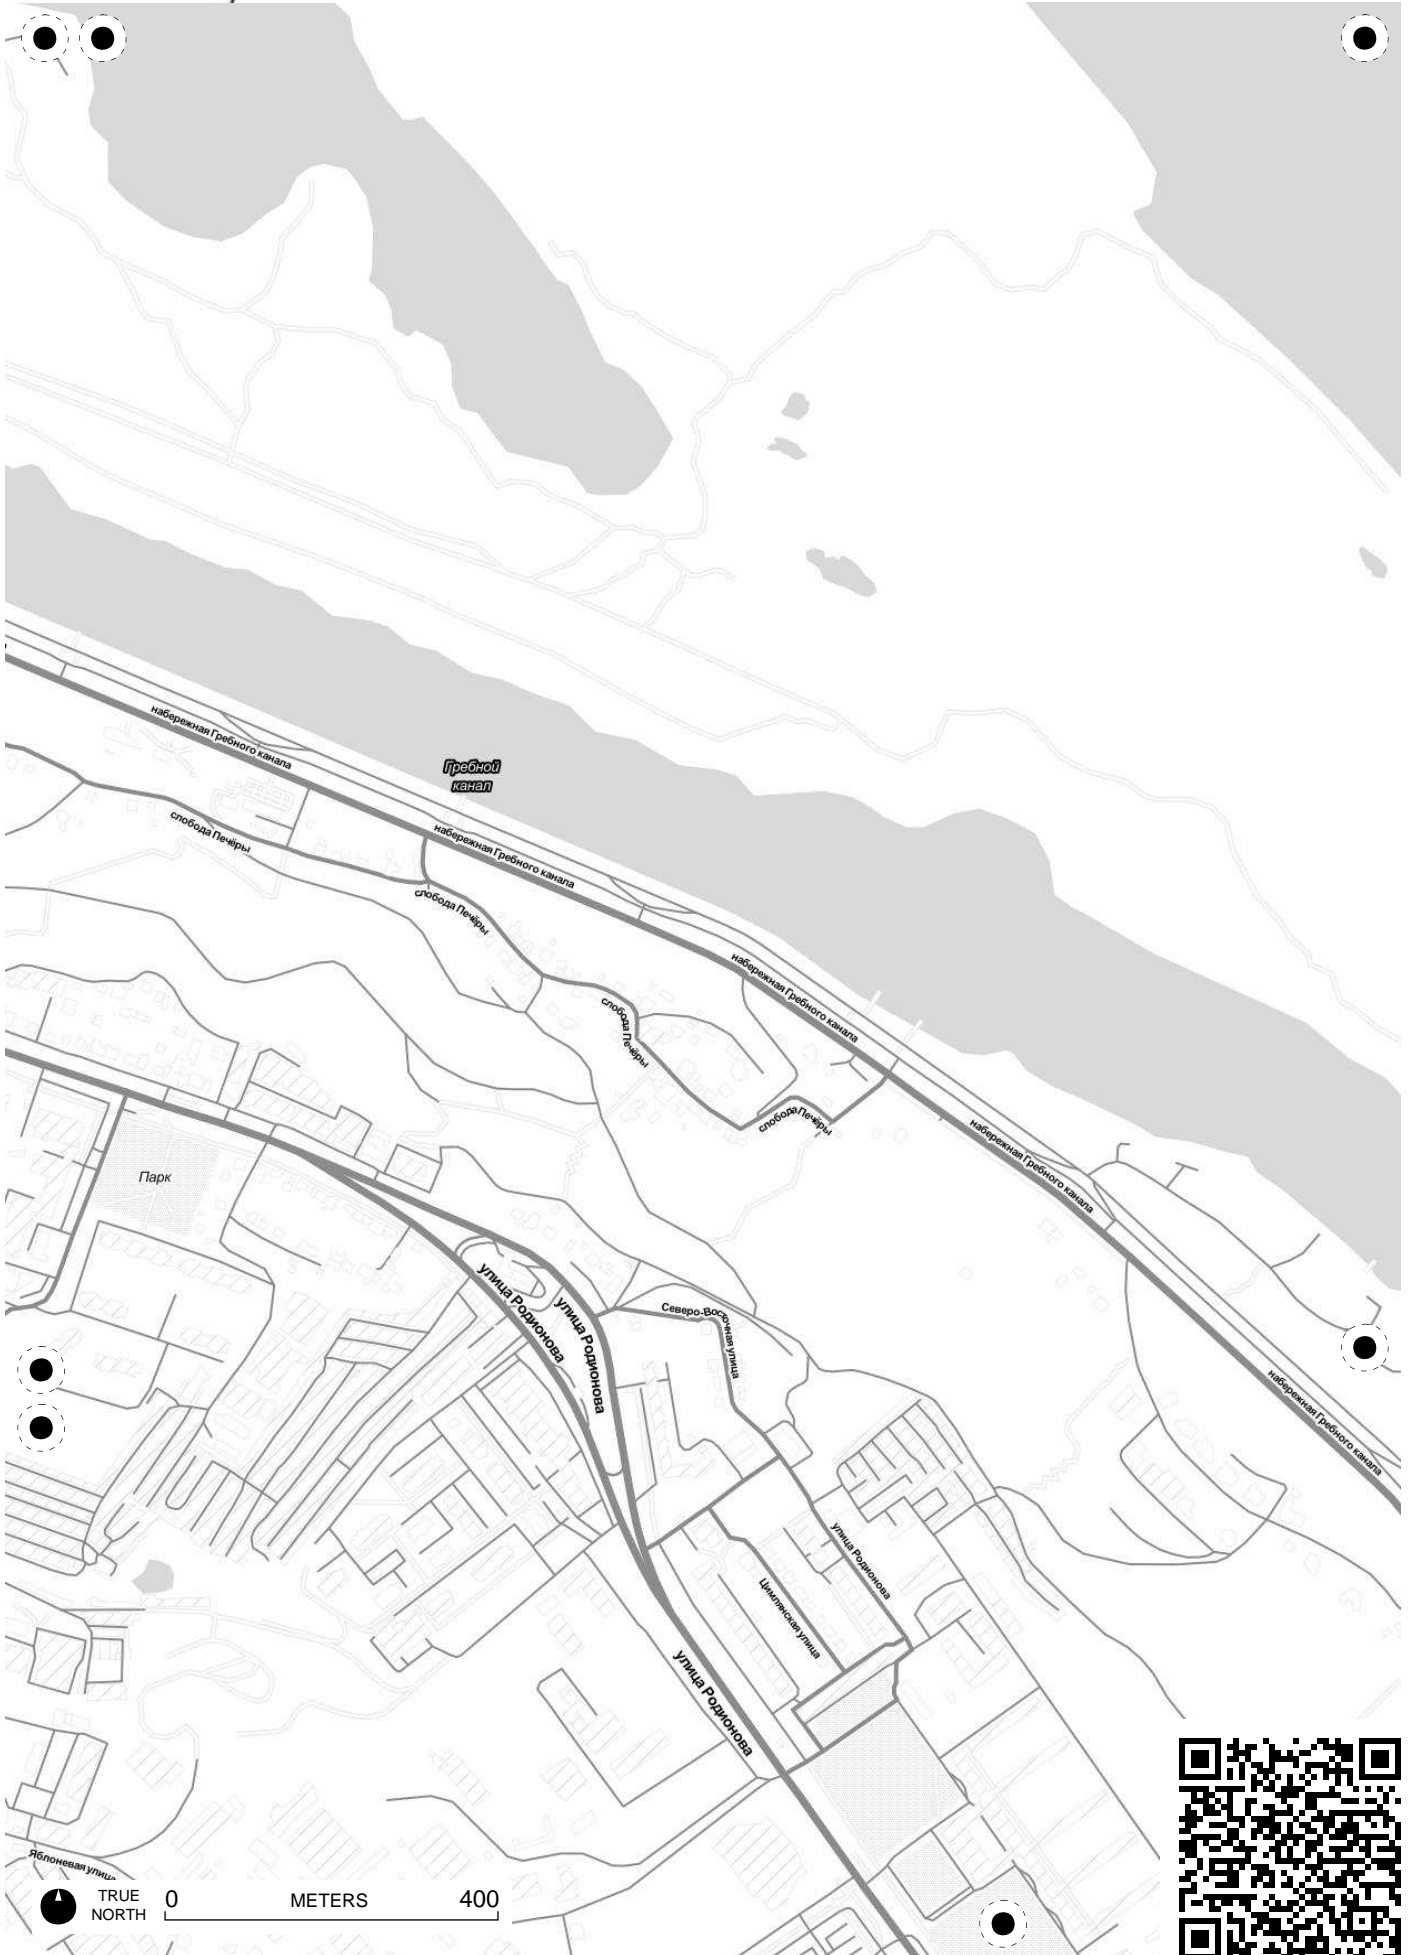 набережная Гребного канала
Гребной
канал
слобода Печёры
набережная Гребного канала
слобода Печёры
набережная Гребного канала
слобода Печёры
слобода Печёры
набережная Гребного канала
Парк
улица Родионова
улица Родионова
Северо-Восточная улица
набережная Гребного канала
улица Родионова
Цимлянская улица
улица Родионова
Яблоневая улица
TRUE
NORTH
0 METERS 400